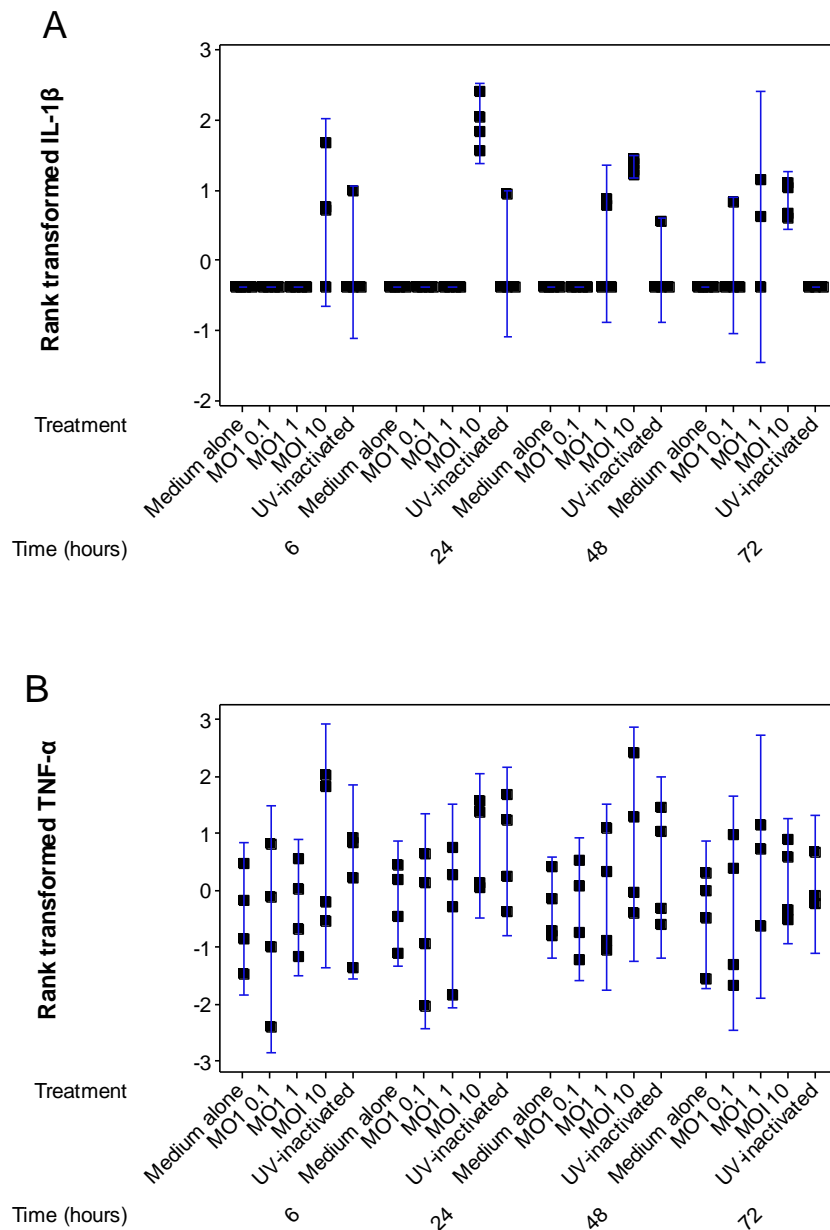 A
Rank transformed IL-1β
3
2
1
0
-1
-2
Treatment
Medium alone
MO1 0.1
MO1 1
MOI 10
UV-inactivated
Medium alone
MO1 0.1
MO1 1
MOI 10
UV-inactivated
Medium alone
MO1 0.1
MO1 1
MOI 10
UV-inactivated
Medium alone
MO1 0.1
MO1 1
MOI 10
UV-inactivated
Time (hours)
6
24
48
72
B
Rank transformed TNF-α
3
2
1
0
-1
-2
-3
Treatment
Medium alone
MO1 0.1
MO1 1
MOI 10
UV-inactivated
Medium alone
MO1 0.1
MO1 1
MOI 10
UV-inactivated
Medium alone
MO1 0.1
MO1 1
MOI 10
UV-inactivated
Medium alone
MO1 0.1
MO1 1
MOI 10
UV-inactivated
Time (hours)
6
24
48
72